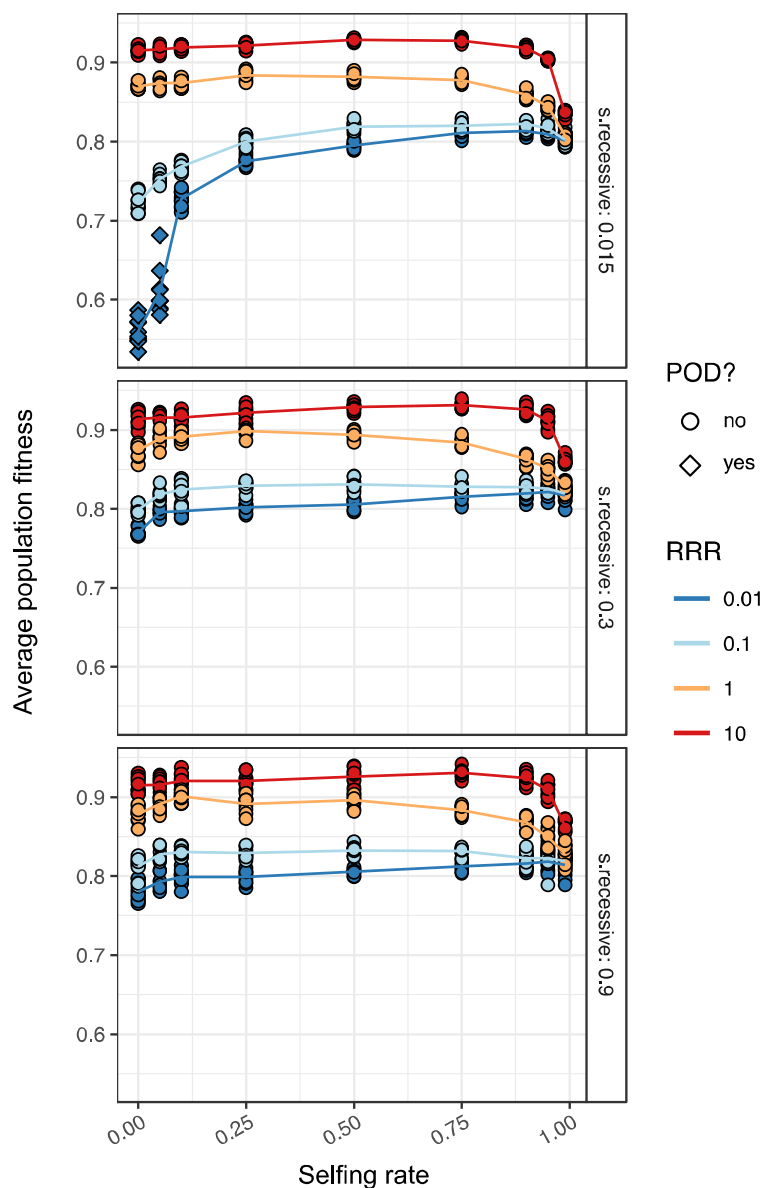 0.9
0.8
0.7
0.6
s.recessive: 0.015
0.9
0.8
0.7
0.6
s.recessive: 0.3
0.9
0.8
0.7
0.6
s.recessive: 0.9
Average population fitness
0.00
0.25
0.50
0.75
1.00
Selfing rate
POD?
no
yes
RRR
0.01
0.1
1
10